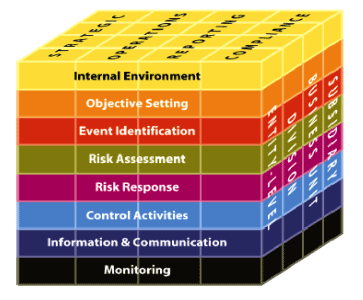 STRATEGIC
OPERATIONS
REPORTING
COMPLIANCE
Internal Environment
Objective Setting
Event Identification
Risk Assessment
Risk Response
Control Activities
Information & Communication
Monitoring
ENTITY-LEVEL
DIVISION
BUSINESS UNIT
SUBSIDIARY